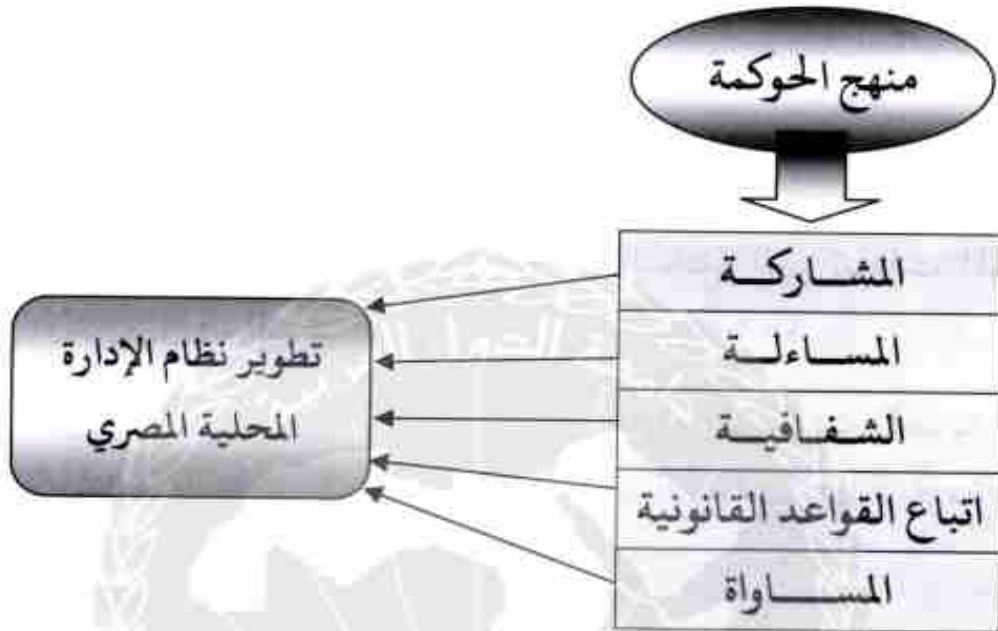 منهج الحوكمة
المشاركة
المساءلة
الشفافية
اتباع القواعد القانونية
المساواة
تطوير نظام الإدارة
المحلية المصري